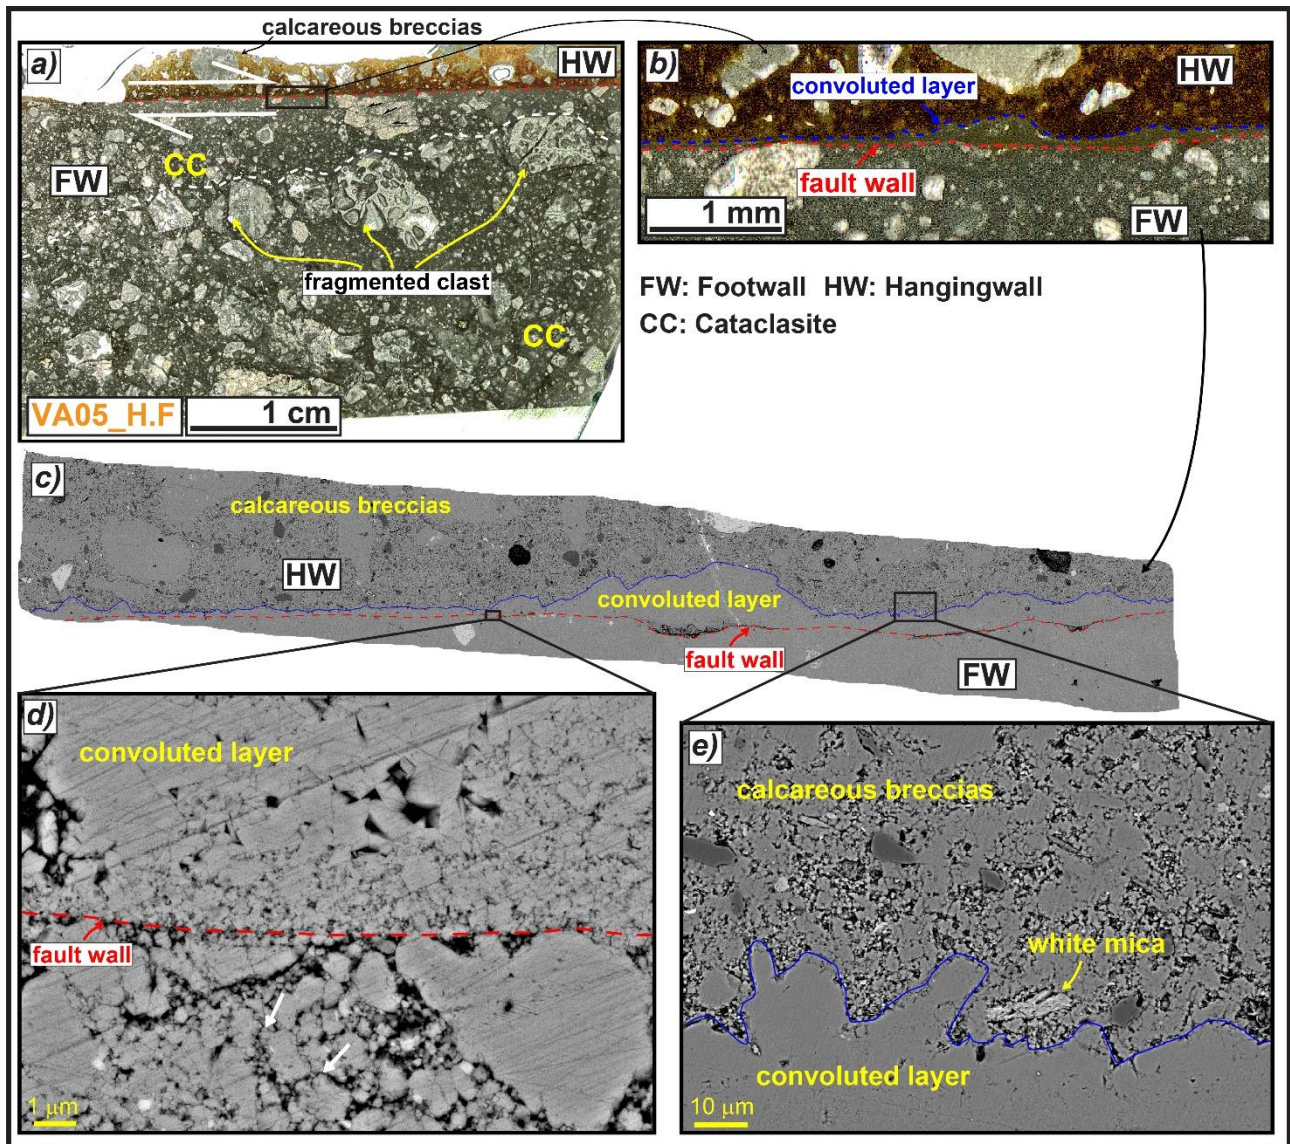 calcareous breccias
a)
HW
CC
FW
fragmented clast
CC
VA05_H.F
1 cm
b)
HW
convoluted layer
fault wall
1 mm
FW
FW: Footwall HW: Hangingwall
CC: Cataclasite
c)
calcareous breccias
HW
convoluted layer
fault wall
FW
d)
convoluted layer
fault wall
1 μm
e)
calcareous breccias
white mica
convoluted layer
10 μm